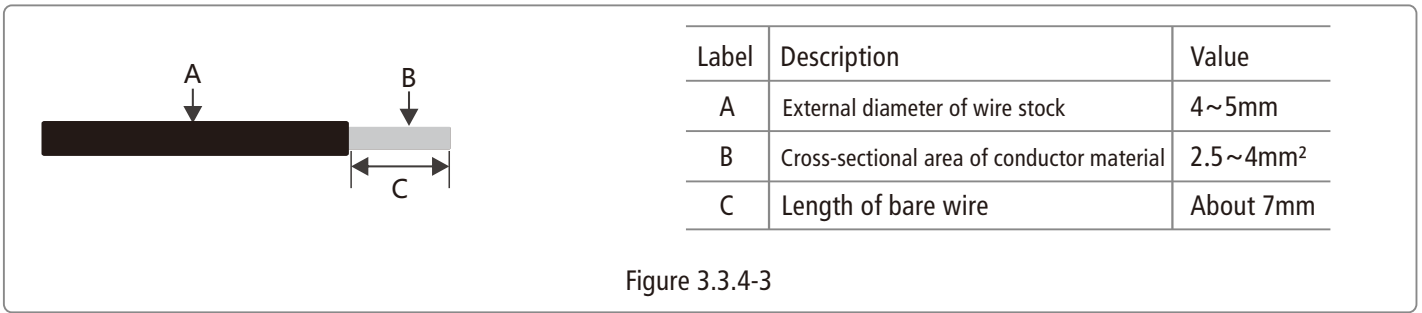 A
B
C
Label Description Value
A External diameter of wire stock 4~5mm
B Cross-sectional area of conductor material 2.5~4mm²
C Length of bare wire About 7mm
Figure 3.3.4-3